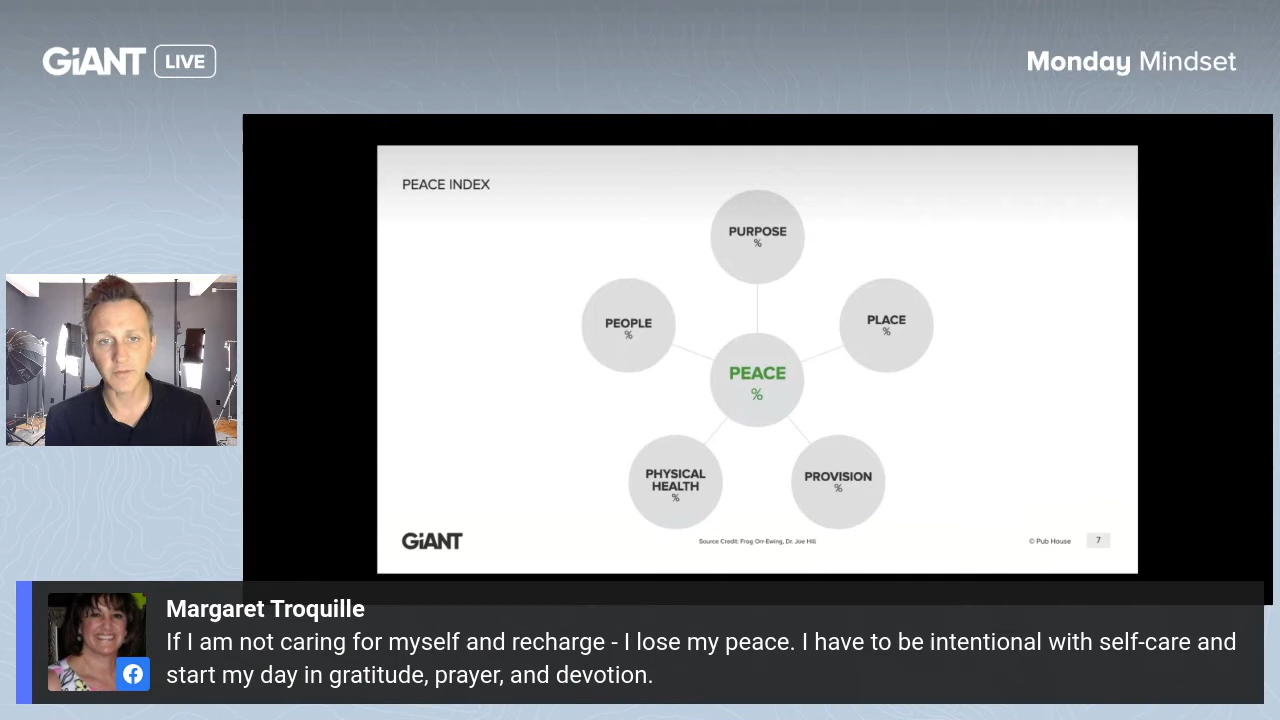 GiANT LIVE
Monday Mindset
PEACE INDEX
PURPOSE
%
PEOPLE
%
PLACE
%
PEACE
%
PHYSICAL
HEALTH
%
PROVISION
%
GiANT
Source Credit: Frog Orr-Ewing, Dr. Joe Hill
© Pub House
7
Margaret Troquille
If I am not caring for myself and recharge - I lose my peace. I have to be intentional with self-care and
start my day in gratitude, prayer, and devotion.